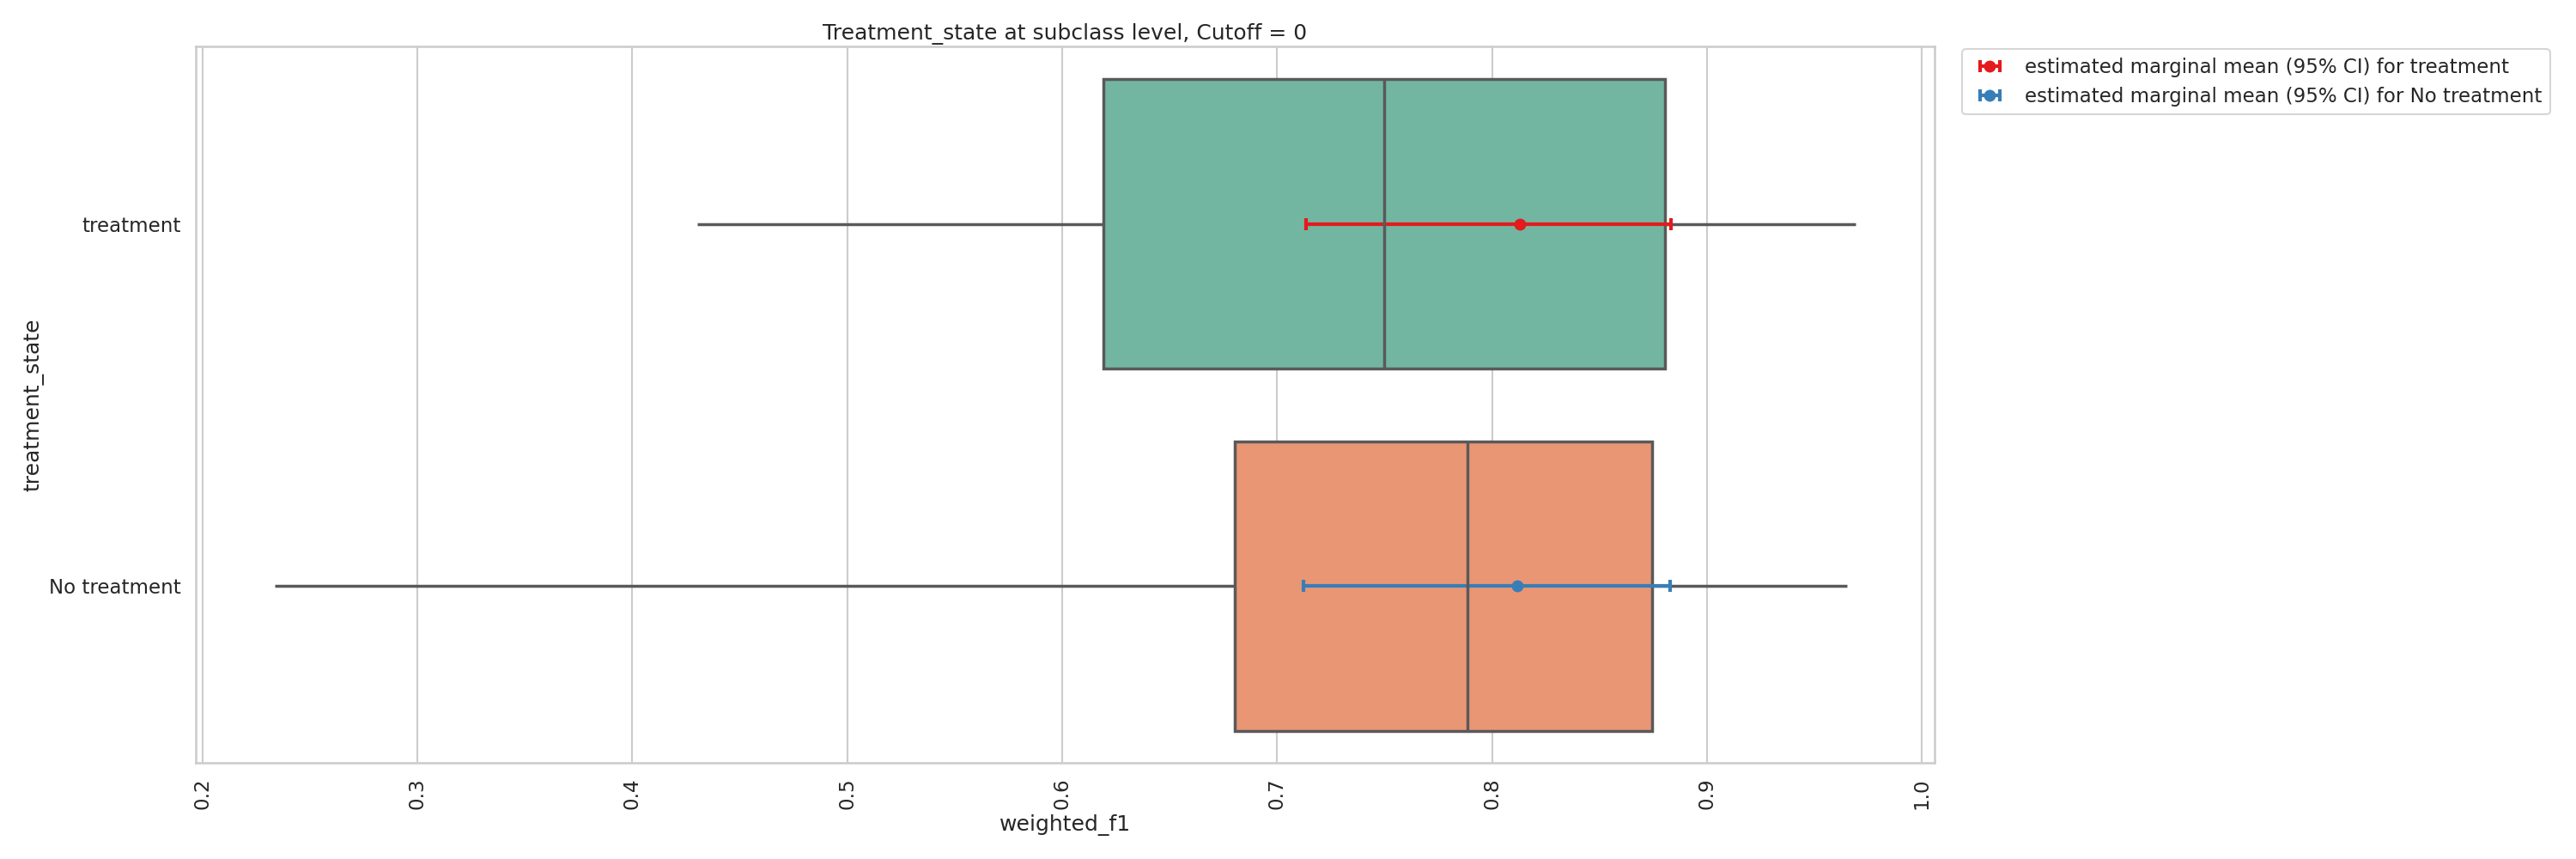 Treatment_state at subclass level, Cutoff = 0
estimated marginal mean (95% CI) for treatment
estimated marginal mean (95% CI) for No treatment
treatment_state
treatment
No treatment
0.2 0.3 0.4 0.5 0.6 0.7 0.8 0.9 1.0
weighted_f1